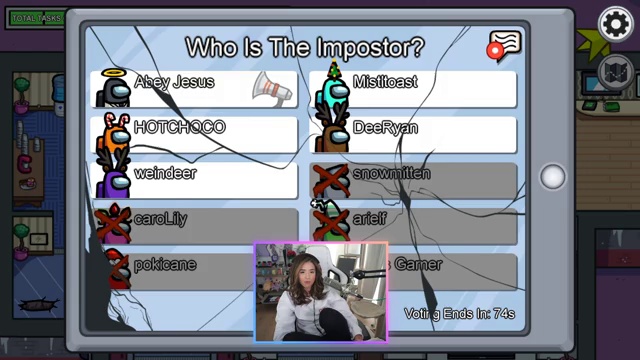 TOTAL TASKS
Who Is The Impostor?
Abey Jesus
Mistitoast
HOTCHOCO
DeeRyan
weindeer
snowmitten
caroLily
arielf
pokicane
Gamer
Voting Ends In: 74s